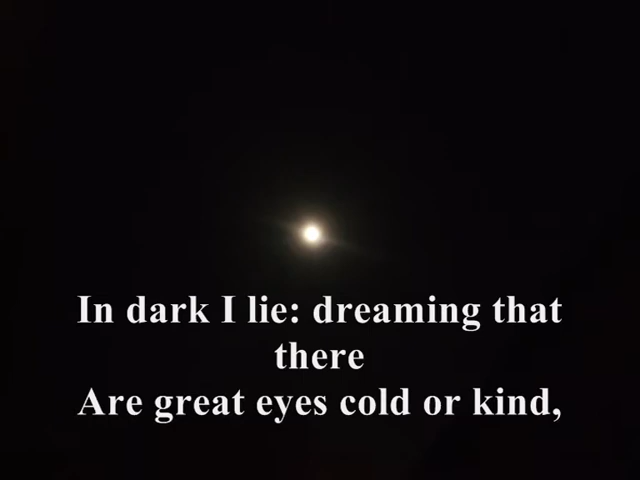 In dark I lie: dreaming that
there
Are great eyes cold or kind,